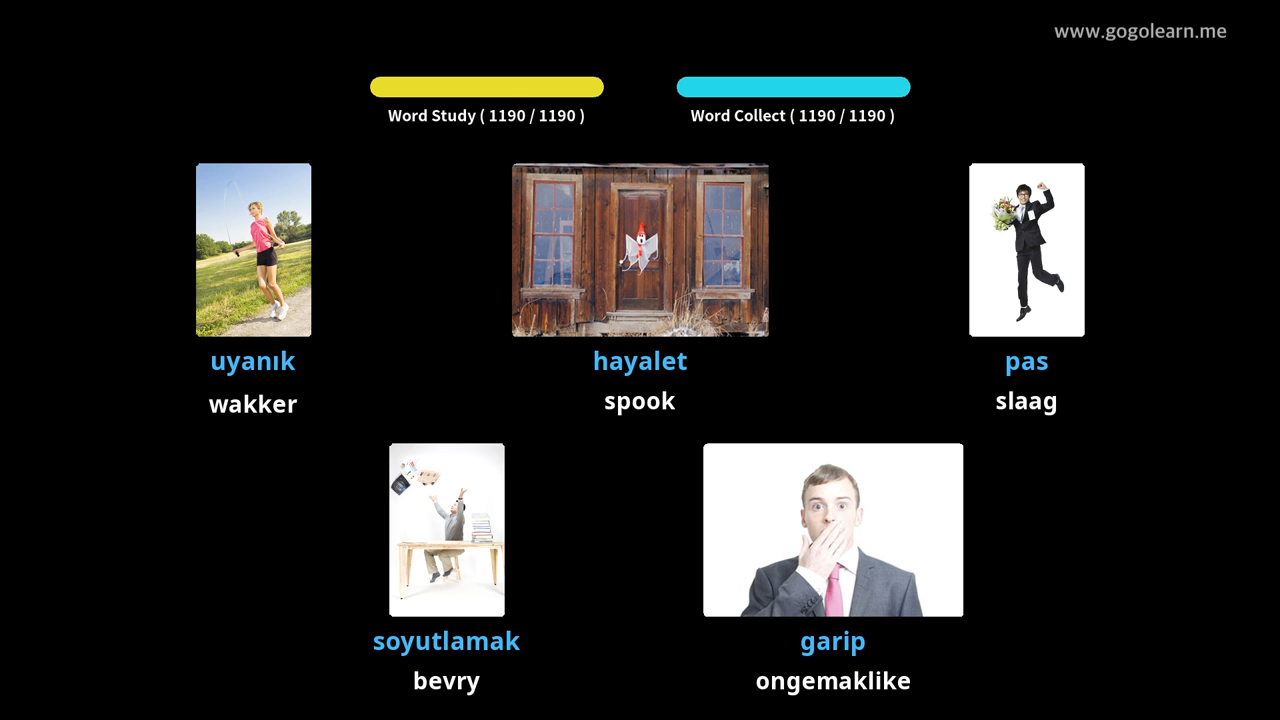 www.gogolearn.me
Word Study ( 1190 / 1190 )
Word Collect ( 1190 / 1190 )
uyanık
wakker
hayalet
spook
pas
slaag
soyutlamak
bevry
garip
ongemaklike